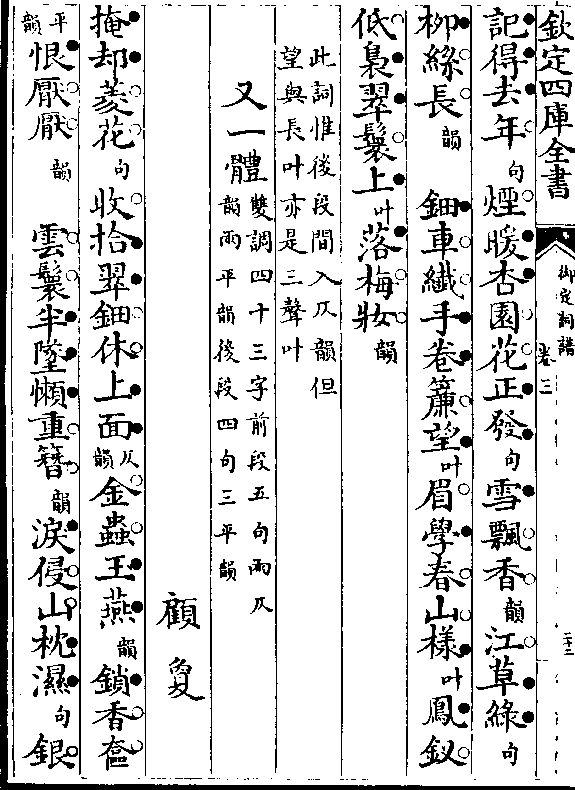 欽定四庫全書
御定詞譜
卷三
二十二
記得去年句煙暖杏園花正發句雪飄香韻江草綠句
柳絲長韻　鈿車纖手卷簾望叶眉學春山樣叶鳳釵
低裊翠鬟上叶落梅妝韻
此詞惟後段間入仄韻但
望與長叶亦是三聲叶
又一體雙調四十三字前段五句兩仄
韻兩平韻後段四句三平韻
顧夐
掩却菱花句收拾翠鈿休上面仄韻金蟲玉燕韻鎖香奩
平韻恨厭厭韻　雲鬟半墜懶重簪韻淚侵山枕濕句銀